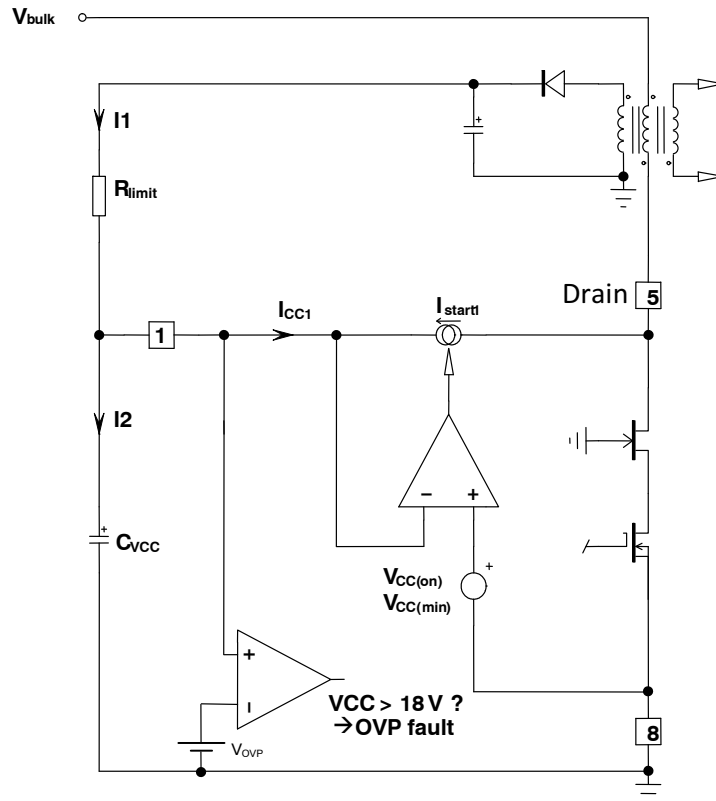 Vbulk
I1
Rlimit
Drain
5
ICC1
Istart1
1
I2
- +
CVCC
VCC(on)
VCC(min)
+
-
VCC > 18 V ?
→OVP fault
VOVP
8